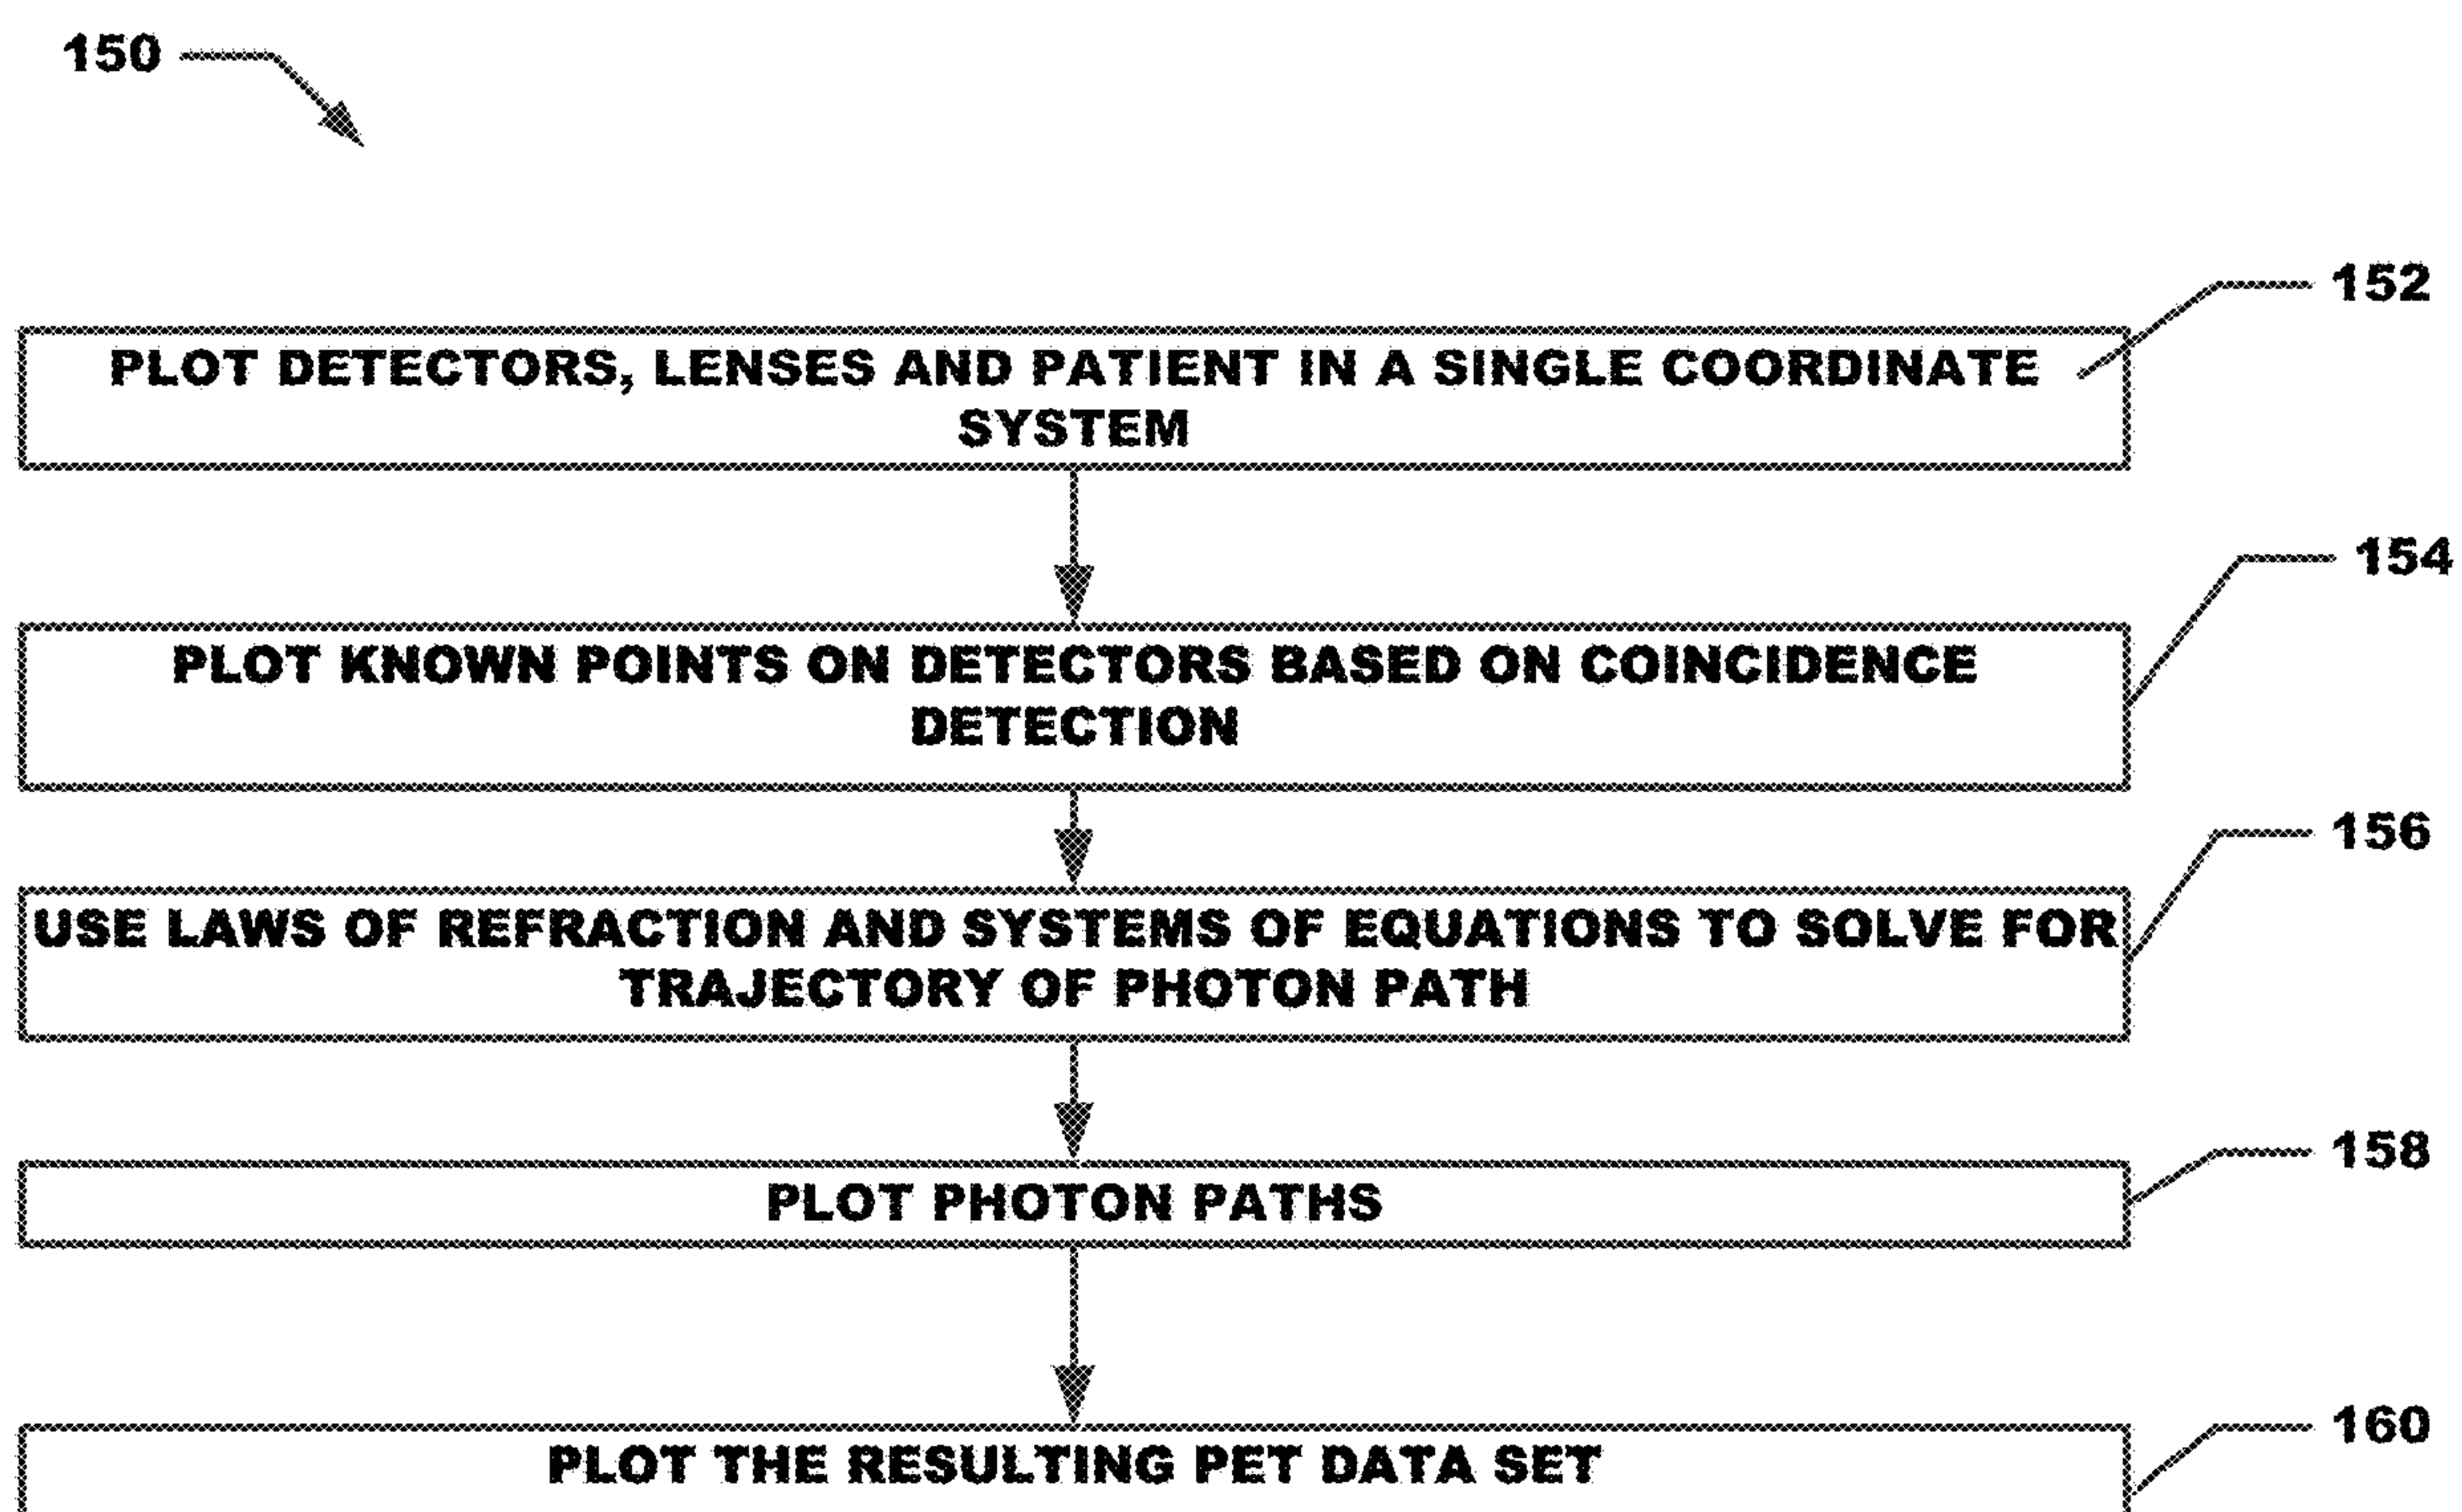 150
152
PLOT DETECTORS, LENSES AND PATIENT IN A SINGLE COORDINATE
SYSTEM
154
PLOT KNOWN POINTS ON DETECTORS BASED ON COINCIDENCE
DETECTION
156
USE LAWS OF REFRACTION AND SYSTEMS OF EQUATIONS TO SOLVE FOR
TRAJECTORY OF PHOTON PATH
158
PLOT PHOTON PATHS
160
PLOT THE RESULTING PET DATA SET